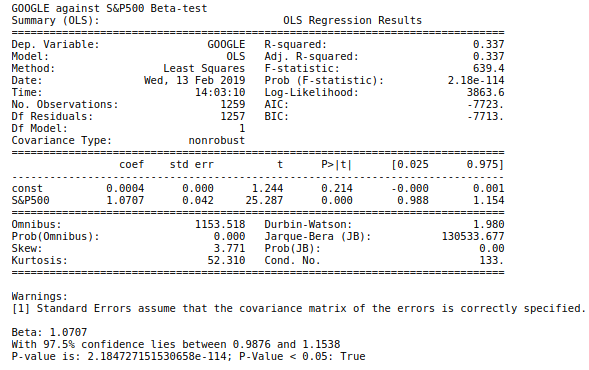 GOOGLE against S&P500 Beta-test
Summary (OLS):                             OLS Regression Results
==============================================================================
Dep. Variable:                 GOOGLE   R-squared:                       0.337
Model:                            OLS   Adj. R-squared:                  0.337
Method:                 Least Squares   F-statistic:                     639.4
Date:                Wed, 13 Feb 2019   Prob (F-statistic):          2.18e-114
Time:                        14:03:10   Log-Likelihood:                 3863.6
No. Observations:                1259   AIC:                            -7723.
Df Residuals:                    1257   BIC:                            -7713.
Df Model:                           1
Covariance Type:            nonrobust
==============================================================================
                 coef    std err          t      P>|t|      [0.025      0.975]
------------------------------------------------------------------------------
const          0.0004      0.000      1.244      0.214      -0.000       0.001
S&P500         1.0707      0.042     25.287      0.000       0.988       1.154
==============================================================================
Omnibus:                     1153.518   Durbin-Watson:                   1.980
Prob(Omnibus):                  0.000   Jarque-Bera (JB):           130533.677
Skew:                           3.771   Prob(JB):                         0.00
Kurtosis:                      52.310   Cond. No.                         133.
==============================================================================
Warnings:
[1] Standard Errors assume that the covariance matrix of the errors is correctly specified.
Beta: 1.0707
With 97.5% confidence lies between 0.9876 and 1.1538
P-value is: 2.184727151530658e-114; P-Value < 0.05: True